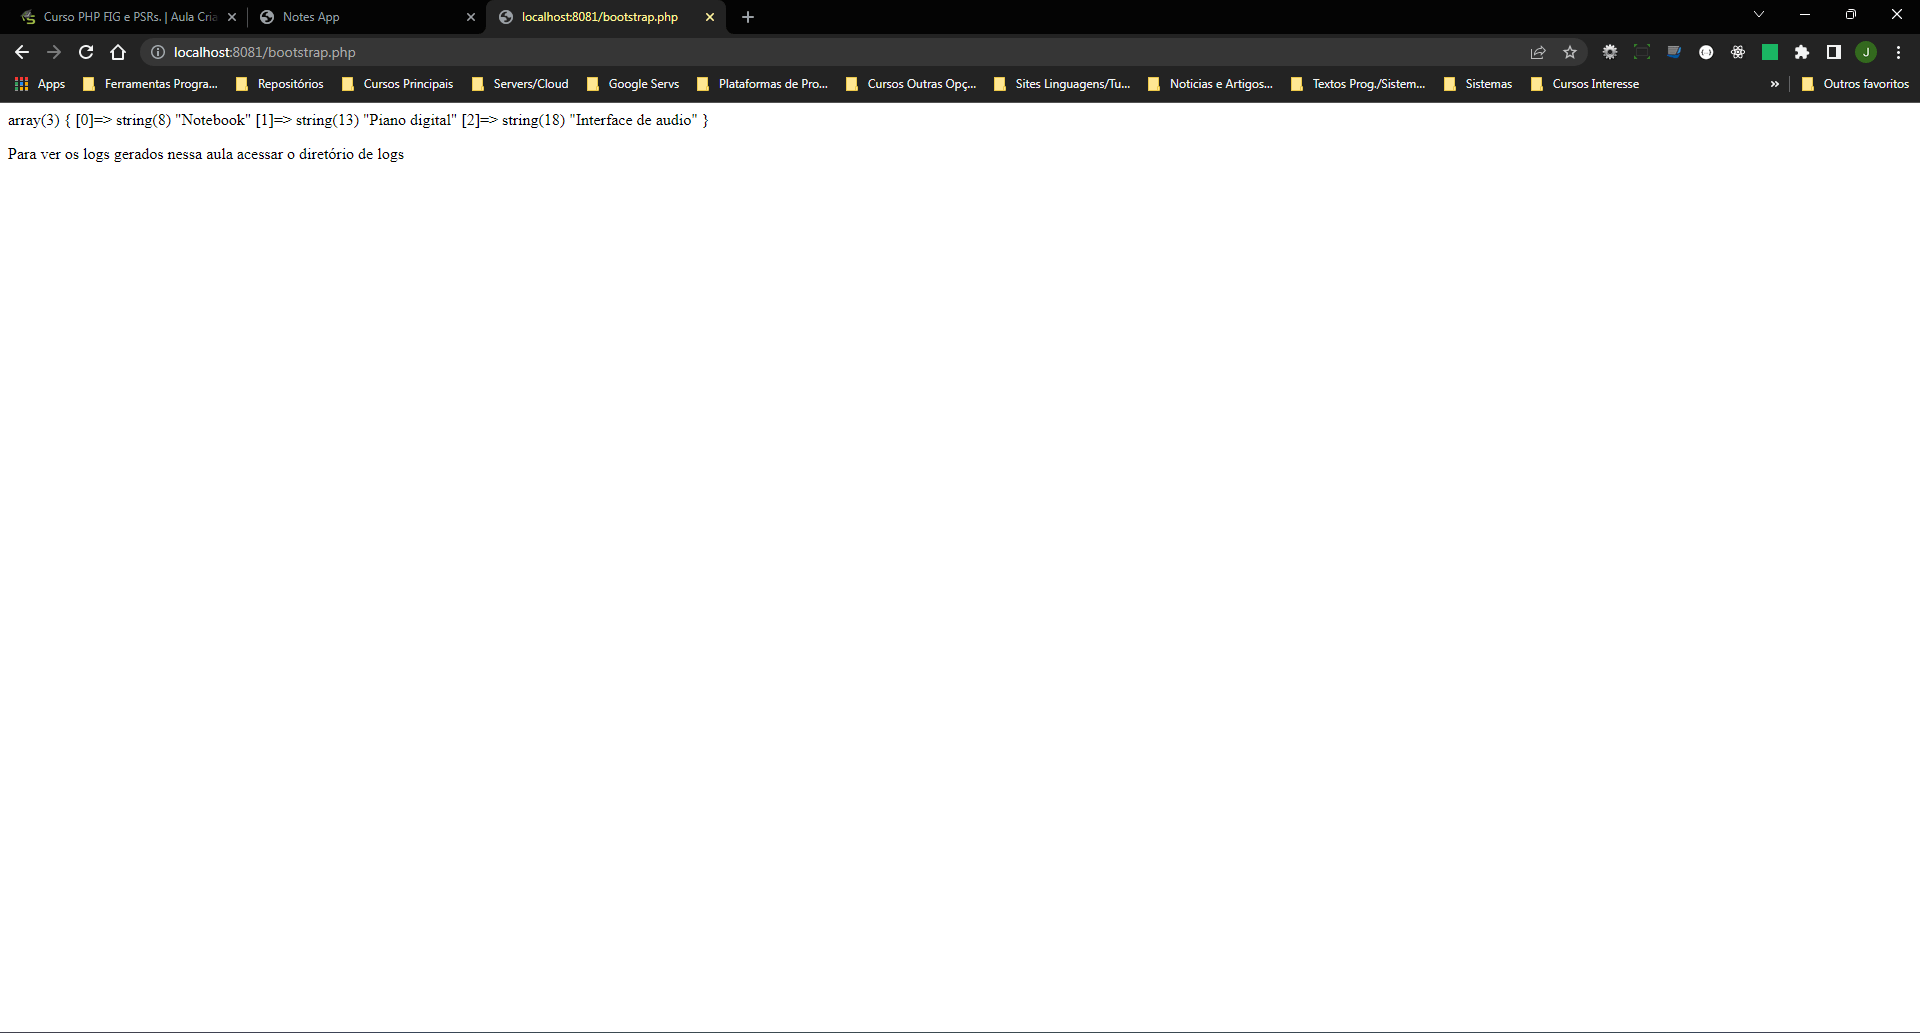 Curso PHP FIG e PSRs. | Aula Cria
Notes App
localhost:8081/bootstrap.php
localhost:8081/bootstrap.php
J
Apps
Ferramentas Progra...
Repositórios
Cursos Principais
Servers/Cloud
Google Servs
Plataformas de Pro...
Cursos Outras Opç...
Sites Linguagens/Tu...
Noticias e Artigos...
Textos Prog./Sistem...
Sistemas
Cursos Interesse
»
Outros favoritos
array(3) { [0]=> string(8) "Notebook" [1]=> string(13) "Piano digital" [2]=> string(18) "Interface de audio" }
Para ver os logs gerados nessa aula acessar o diretório de logs